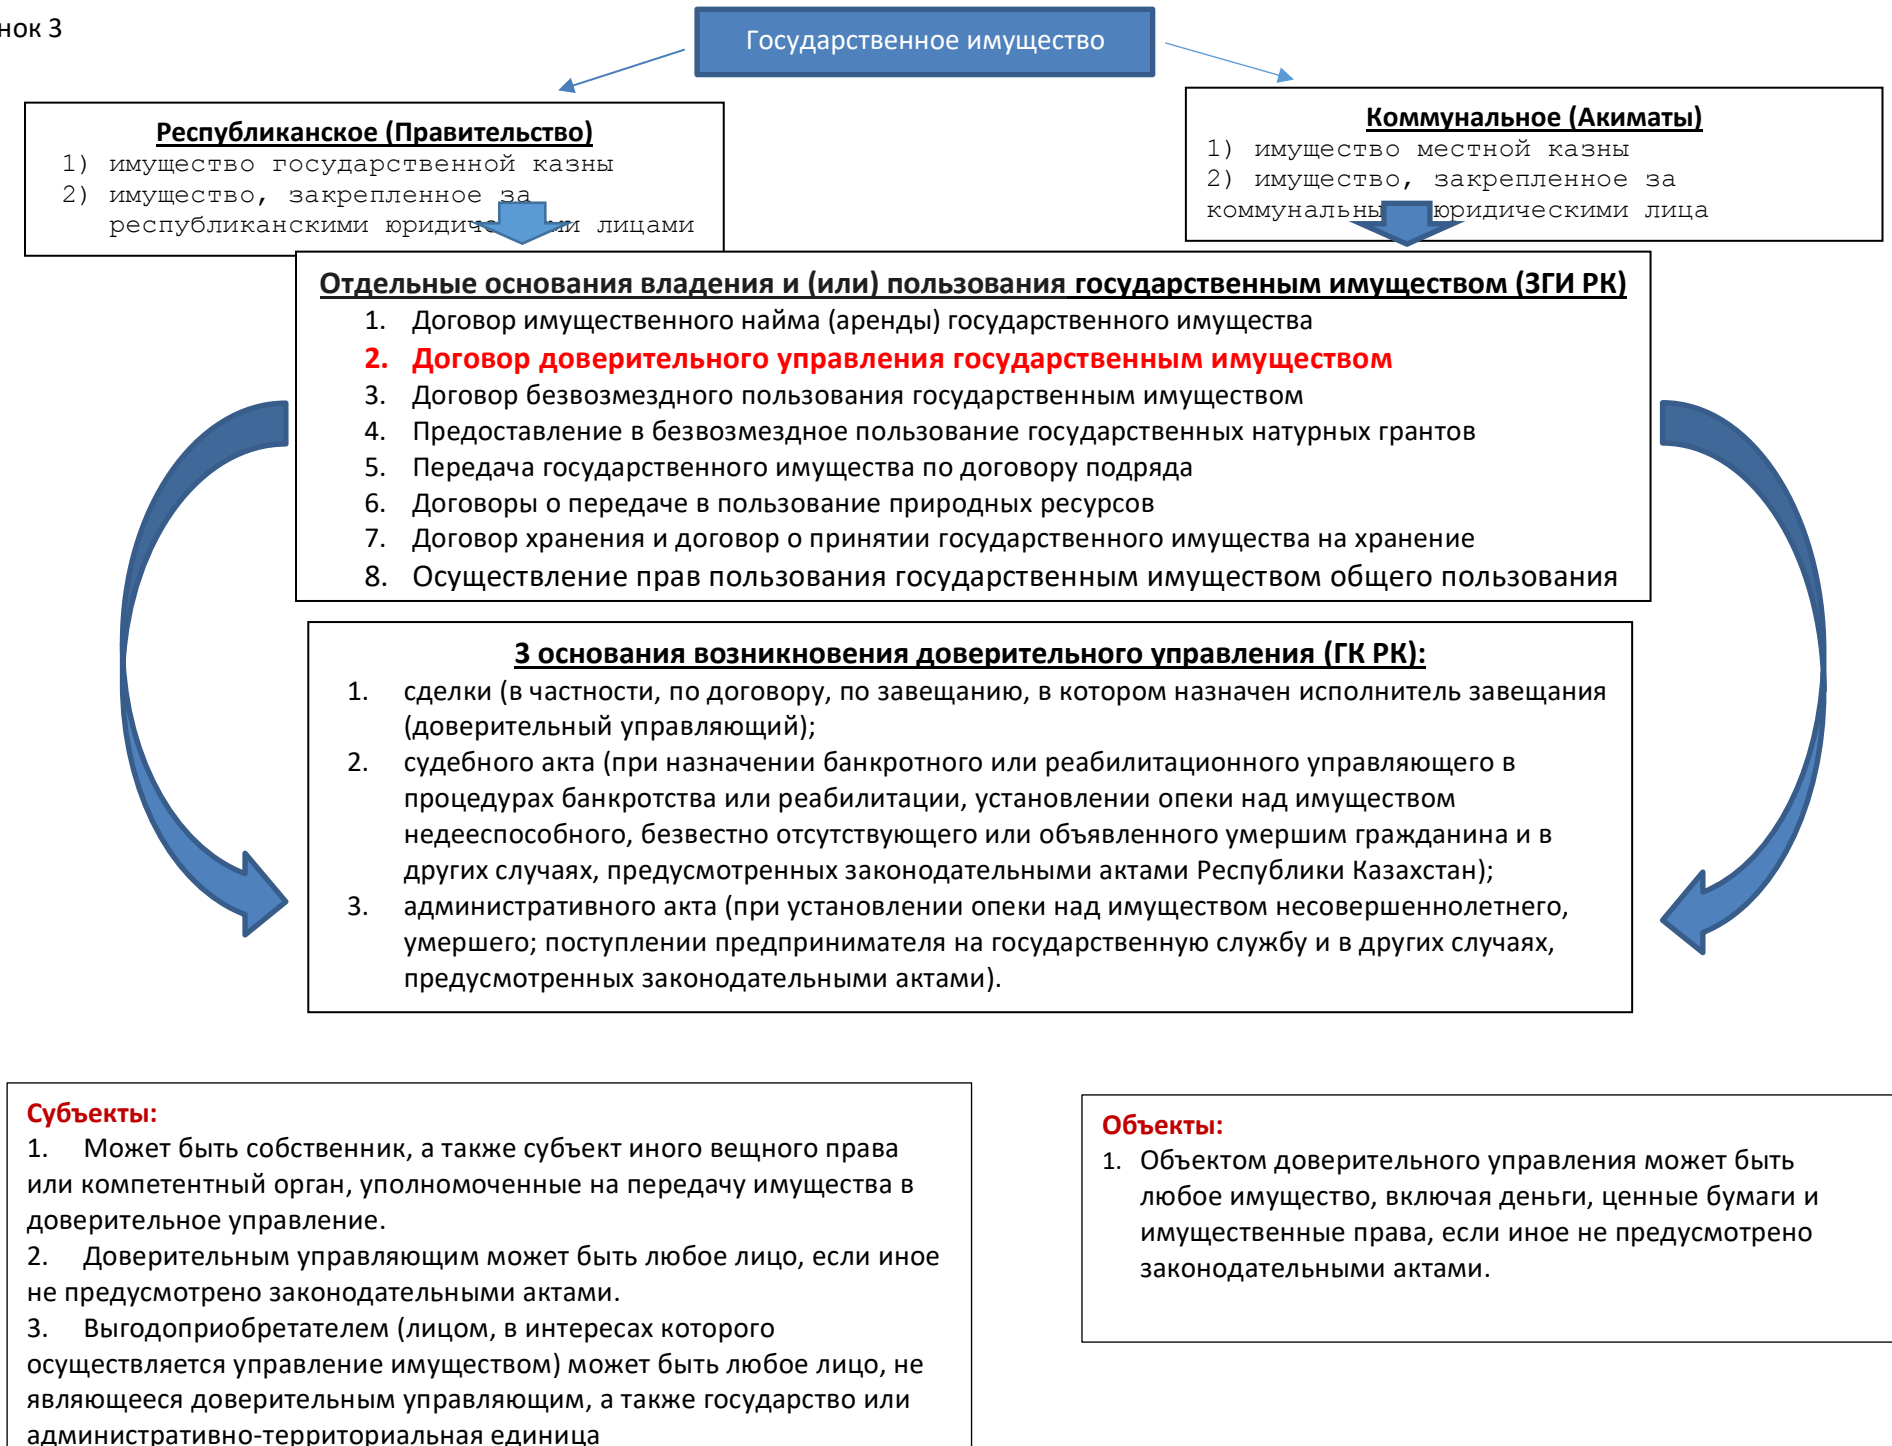 нок 3
Государственное имущество
Республиканское (Правительство)
1) имущество государственной казны
2) имущество, закрепленное за
республиканскими юридическими лицами
Коммунальное (Акиматы)
1) имущество местной казны
2) имущество, закрепленное за
коммунальны юридическими лица
Отдельные основания владения и (или) пользования государственным имуществом (ЗГИ РК)
1. Договор имущественного найма (аренды) государственного имущества
2. Договор доверительного управления государственным имуществом
3. Договор безвозмездного пользования государственным имуществом
4. Предоставление в безвозмездное пользование государственных натурных грантов
5. Передача государственного имущества по договору подряда
6. Договоры о передаче в пользование природных ресурсов
7. Договор хранения и договор о принятии государственного имущества на хранение
8. Осуществление прав пользования государственным имуществом общего пользования
3 основания возникновения доверительного управления (ГК РК):
1. сделки (в частности, по договору, по завещанию, в котором назначен исполнитель завещания
(доверительный управляющий);
2. судебного акта (при назначении банкротного или реабилитационного управляющего в
процедурах банкротства или реабилитации, установлении опеки над имуществом
недееспособного, безвестно отсутствующего или объявленного умершим гражданина и в
других случаях, предусмотренных законодательными актами Республики Казахстан);
3. административного акта (при установлении опеки над имуществом несовершеннолетнего,
умершего; поступлении предпринимателя на государственную службу и в других случаях,
предусмотренных законодательными актами).
Субъекты:
1. Может быть собственник, а также субъект иного вещного права
или компетентный орган, уполномоченные на передачу имущества в
доверительное управление.
2. Доверительным управляющим может быть любое лицо, если иное
не предусмотрено законодательными актами.
3. Выгодоприобретателем (лицом, в интересах которого
осуществляется управление имуществом) может быть любое лицо, не
являющееся доверительным управляющим, а также государство или
административно-территориальная единица
Объекты:
1. Объектом доверительного управления может быть
любое имущество, включая деньги, ценные бумаги и
имущественные права, если иное не предусмотрено
законодательными актами.